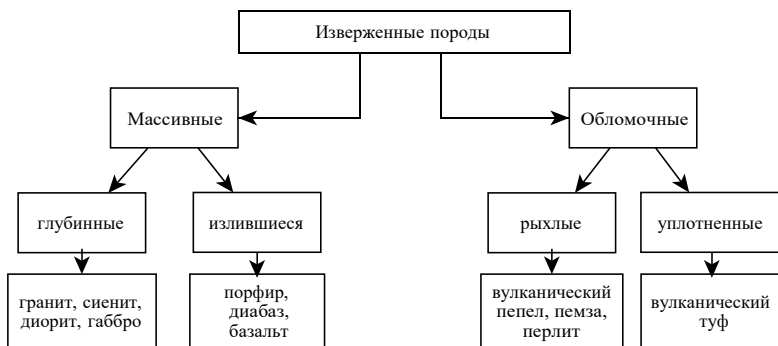 Изверженные породы
Массивные
Обломочные
глубинные
излившиеся
рыхлые
уплотненные
гранит, сиенит,
диорит, габбро
порфир,
диабаз,
базальт
вулканический
пепел, пемза,
перлит
вулканический
туф